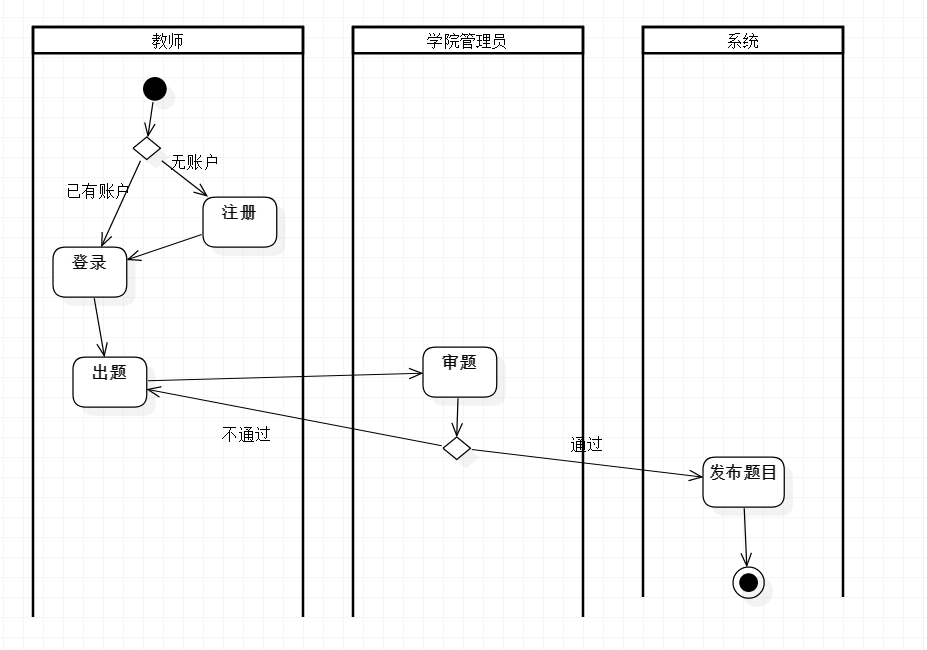 教师
学院管理员
系统
无账户
已有账户
注册
登录
出题
审题
不通过
通过
发布题目